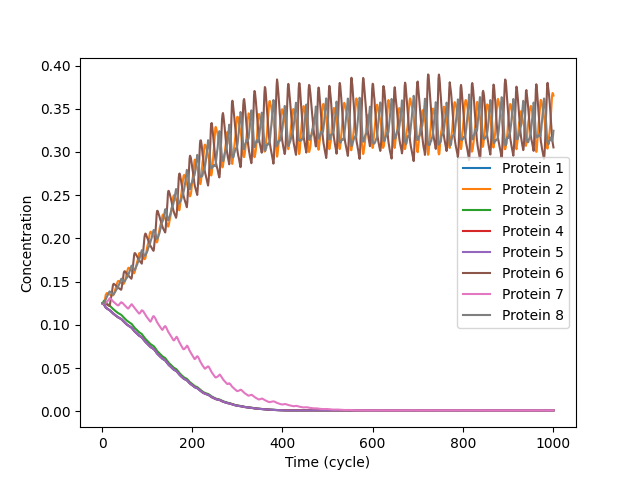 0.40
0.35
0.30
0.25
0.20
0.15
0.10
0.05
0.00
Concentration
0
200
400
600
800
1000
Time (cycle)
Protein 1
Protein 2
Protein 3
Protein 4
Protein 5
Protein 6
Protein 7
Protein 8